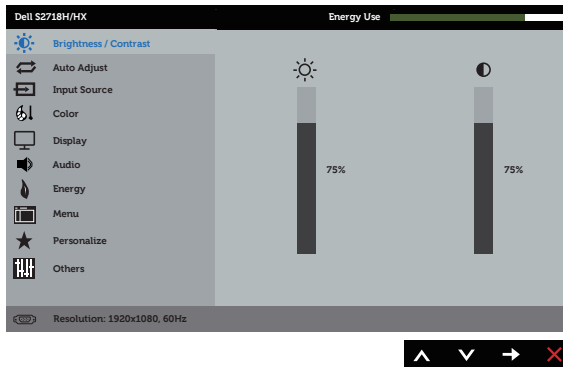 Dell S2718H/HX
Energy Use
Brightness / Contrast
Auto Adjust
Input Source
Color
Display
Audio
Energy
Menu
Personalize
Others
75%
75%
Resolution: 1920x1080, 60Hz